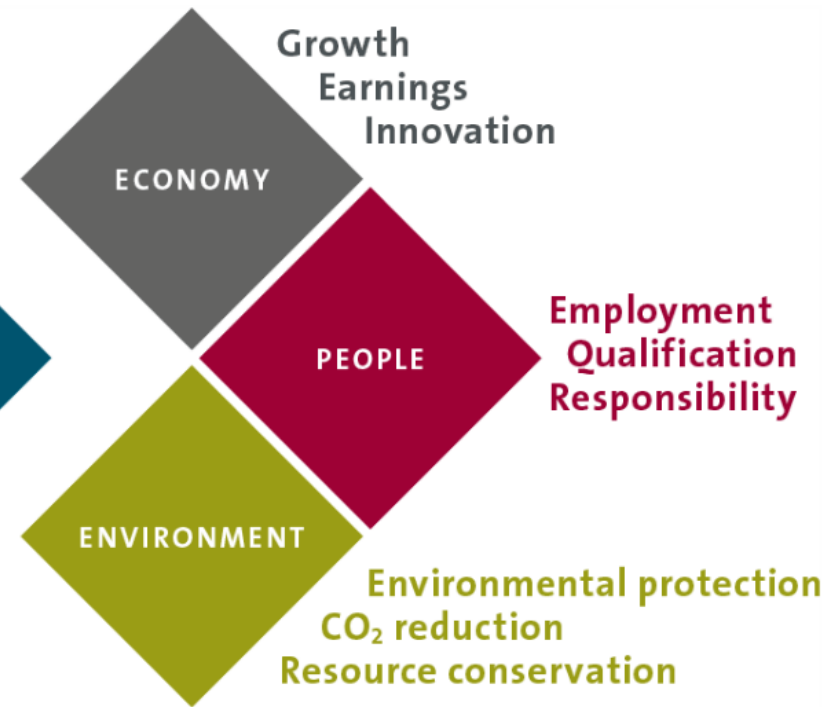 Growth
Earnings
Innovation
ECONOMY
PEOPLE
Employment
Qualification
Responsibility
ENVIRONMENT
Environmental protection
CO₂ reduction
Resource conservation